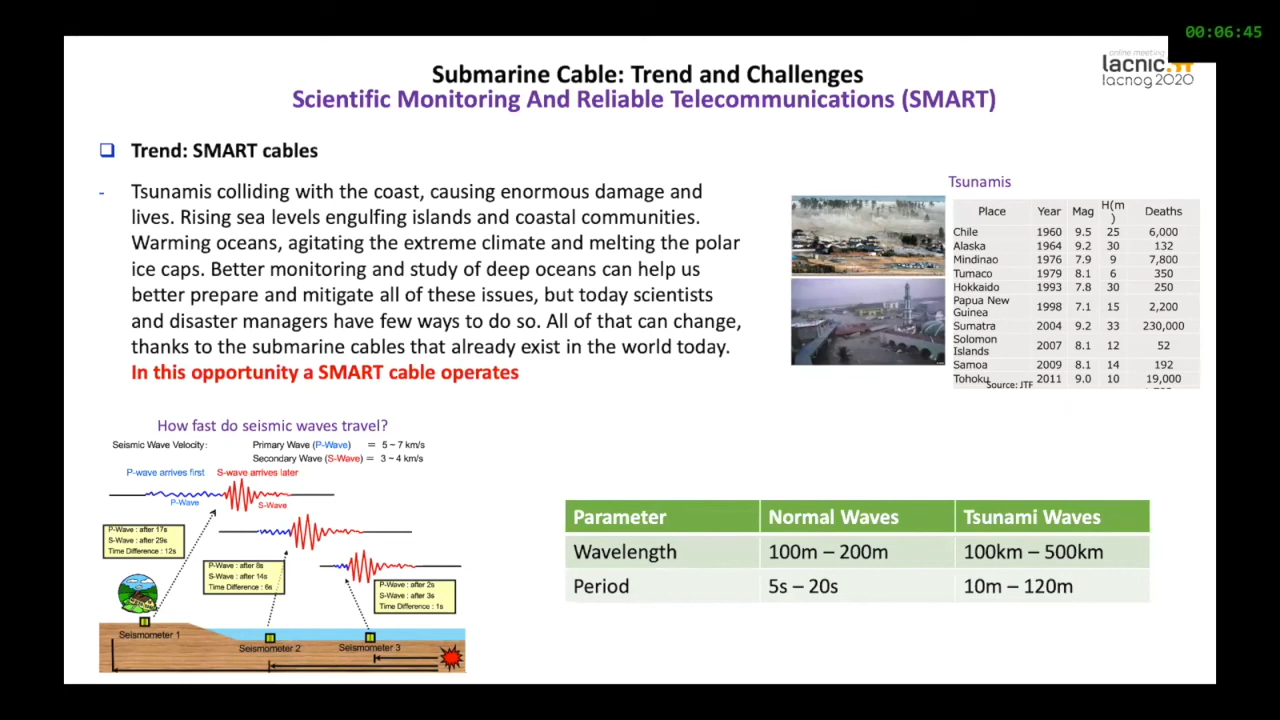 00:06:45
online meeting
lacnic
lacnog 2020
Submarine Cable: Trend and Challenges
Scientific Monitoring And Reliable Telecommunications (SMART)
Trend: SMART cables
- Tsunamis colliding with the coast, causing enormous damage and
lives. Rising sea levels engulfing islands and coastal communities.
Warming oceans, agitating the extreme climate and melting the polar
ice caps. Better monitoring and study of deep oceans can help us
better prepare and mitigate all of these issues, but today scientists
and disaster managers have few ways to do so. All of that can change,
thanks to the submarine cables that already exist in the world today.
In this opportunity a SMART cable operates
Tsunamis
Place Year Mag H(m) Deaths
Chile 1960 9.5 25 6,000
Alaska 1964 9.2 30 132
Mindinao 1976 7.9 9 7,800
Tumaco 1979 8.1 6 350
Hokkaido 1993 7.8 30 250
Papua New
Guinea 1998 7.1 15 2,200
Sumatra 2004 9.2 33 230,000
Solomon
Islands 2007 8.1 12 52
Samoa 2009 8.1 14 192
Tohoku 2011 9.0 10 19,000
Source: JTF
How fast do seismic waves travel?
Seismic Wave Velocity: Primary Wave (P-Wave) = 5 ~ 7 km/s
Secondary Wave (S-Wave) = 3 ~ 4 km/s
P-wave arrives first S-wave arrives later
P-Wave S-Wave
P-Wave : after 17s
S-Wave : after 29s
Time Difference : 12s
P-Wave : after 8s
S-Wave : after 14s
Time Difference : 6s
P-Wave : after 2s
S-Wave : after 3s
Time Difference : 1s
Seismometer 1
Seismometer 2
Seismometer 3
Parameter Normal Waves Tsunami Waves
Wavelength 100m – 200m 100km – 500km
Period 5s – 20s 10m – 120m